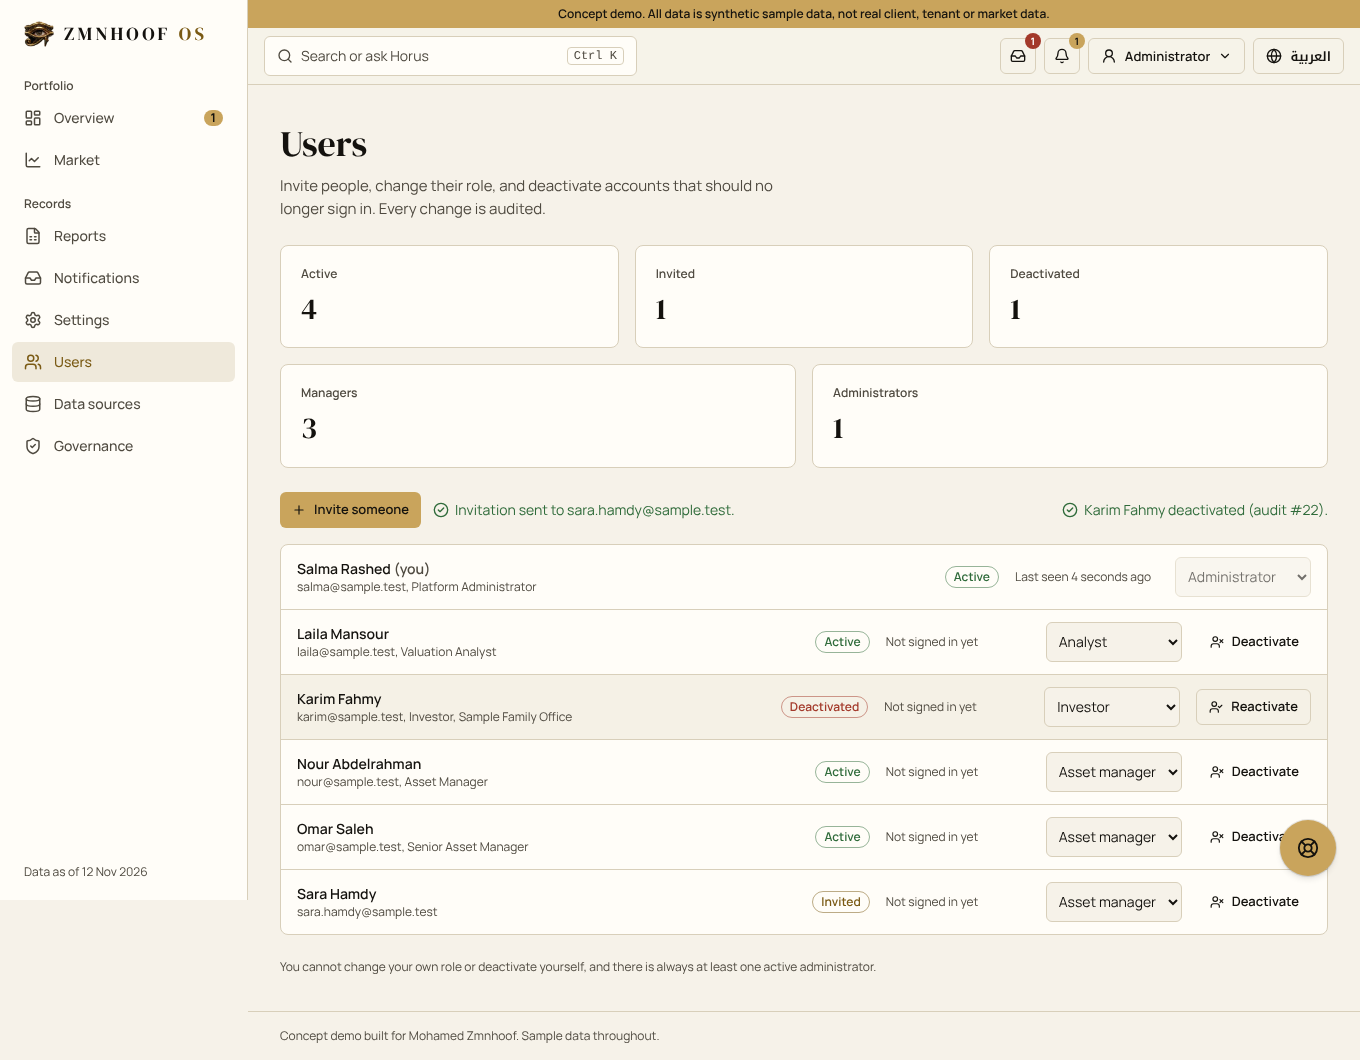 Concept demo. All data is synthetic sample data, not real client, tenant or market data.
ZMNHOOF OS
Search or ask Horus
Ctrl K
1
1
Administrator
العربية
Portfolio
Overview
1
Market
Records
Reports
Notifications
Settings
Users
Data sources
Governance
Data as of 12 Nov 2026
Users
Invite people, change their role, and deactivate accounts that should no
longer sign in. Every change is audited.
Active
4
Invited
1
Deactivated
1
Managers
3
Administrators
1
Invite someone
Invitation sent to sara.hamdy@sample.test.
Karim Fahmy deactivated (audit #22).
Salma Rashed (you)
salma@sample.test, Platform Administrator
Active
Last seen 4 seconds ago
Administrator
Laila Mansour
laila@sample.test, Valuation Analyst
Active
Not signed in yet
Analyst
Deactivate
Karim Fahmy
karim@sample.test, Investor, Sample Family Office
Deactivated
Not signed in yet
Investor
Reactivate
Nour Abdelrahman
nour@sample.test, Asset Manager
Active
Not signed in yet
Asset manager
Deactivate
Omar Saleh
omar@sample.test, Senior Asset Manager
Active
Not signed in yet
Asset manager
Deactiva
Sara Hamdy
sara.hamdy@sample.test
Invited
Not signed in yet
Asset manager
Deactivate
You cannot change your own role or deactivate yourself, and there is always at least one active administrator.
Concept demo built for Mohamed Zmnhoof. Sample data throughout.